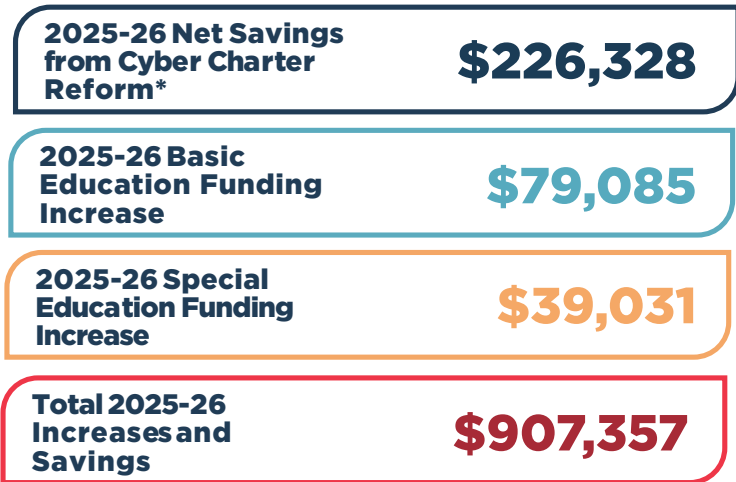 2025-26 Net Savings
from Cyber Charter
Reform*
$226,328
2025-26 Basic
Education Funding
Increase
$79,085
2025-26 Special
Education Funding
Increase
$39,031
Total 2025-26
Increases and
Savings
$907,357